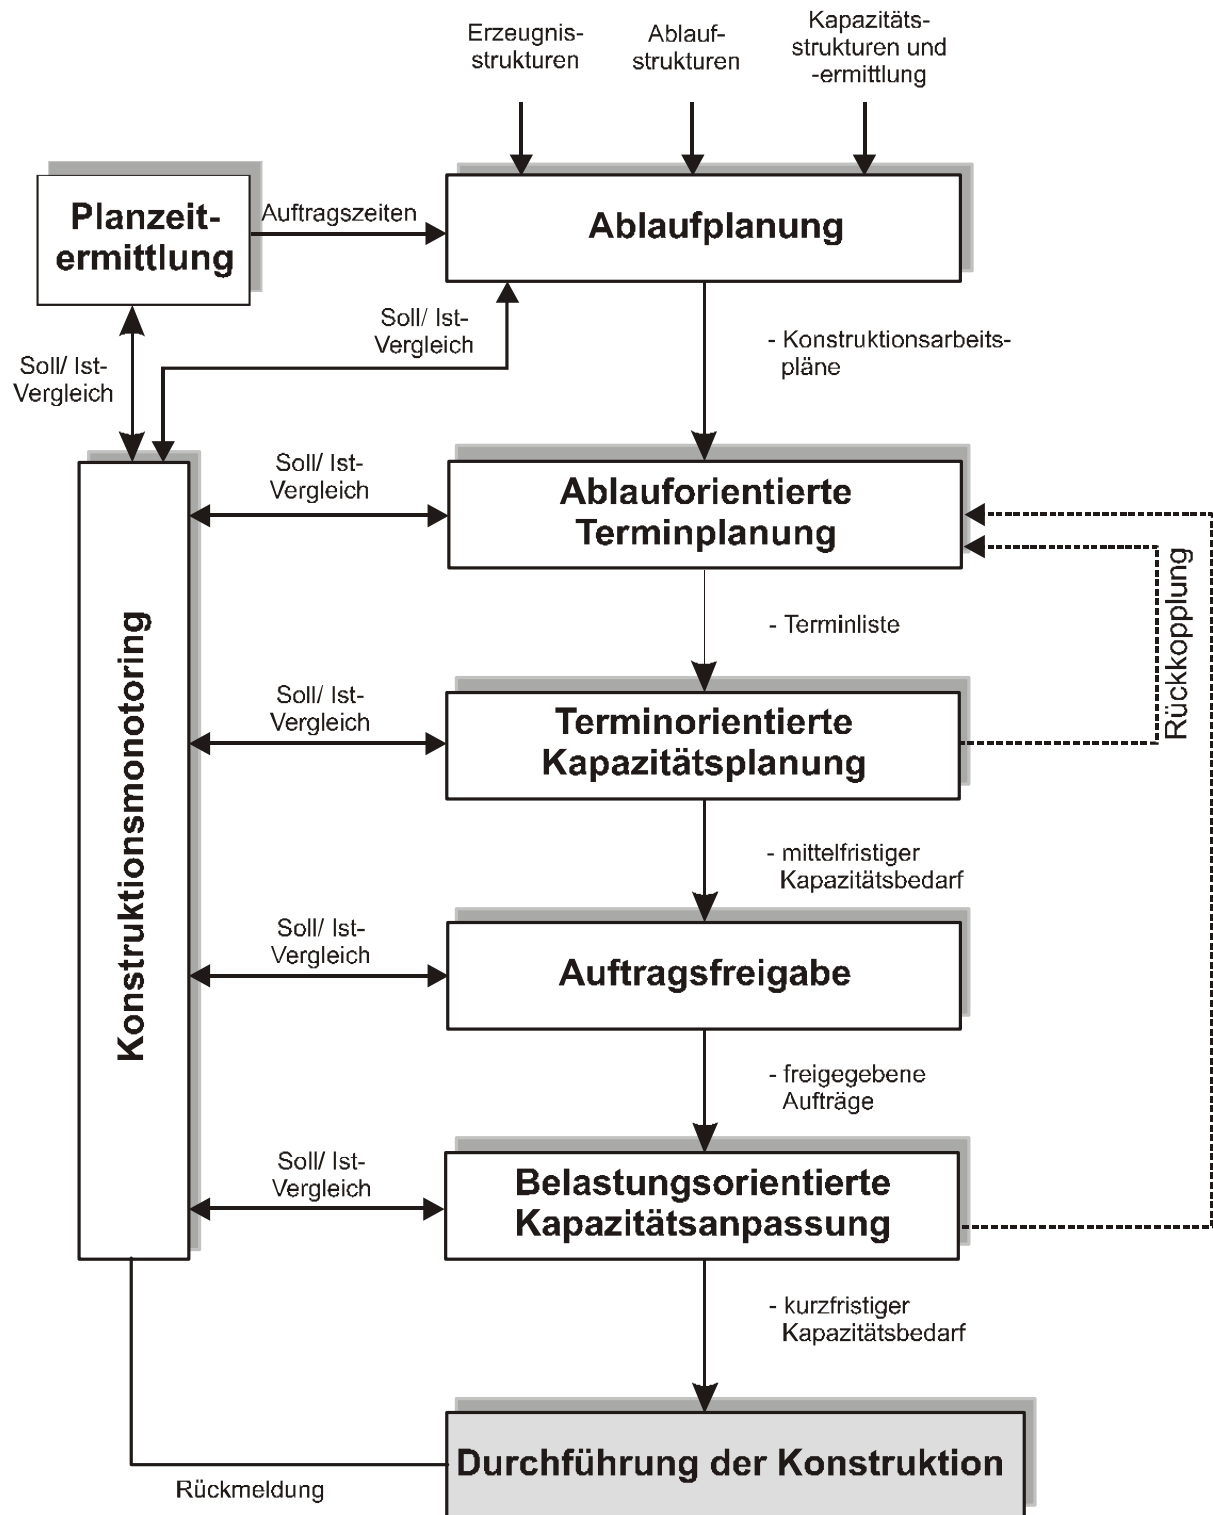 Erzeugnis-
strukturen
Ablauf-
strukturen
Kapazitäts-
strukturen und
-ermittlung
Planzeit-
ermittlung
Auftragszeiten
Ablaufplanung
Soll/ Ist-
Vergleich
Soll/ Ist-
Vergleich
- Konstruktionsarbeits-
pläne
Konstruktionsmonotoring
Soll/ Ist-
Vergleich
Ablauforientierte
Terminplanung
Rückkopplung
- Terminliste
Soll/ Ist-
Vergleich
Terminorientierte
Kapazitätsplanung
- mittelfristiger
Kapazitätsbedarf
Soll/ Ist-
Vergleich
Auftragsfreigabe
- freigegebene
Aufträge
Soll/ Ist-
Vergleich
Belastungsorientierte
Kapazitätsanpassung
- kurzfristiger
Kapazitätsbedarf
Durchführung der Konstruktion
Rückmeldung